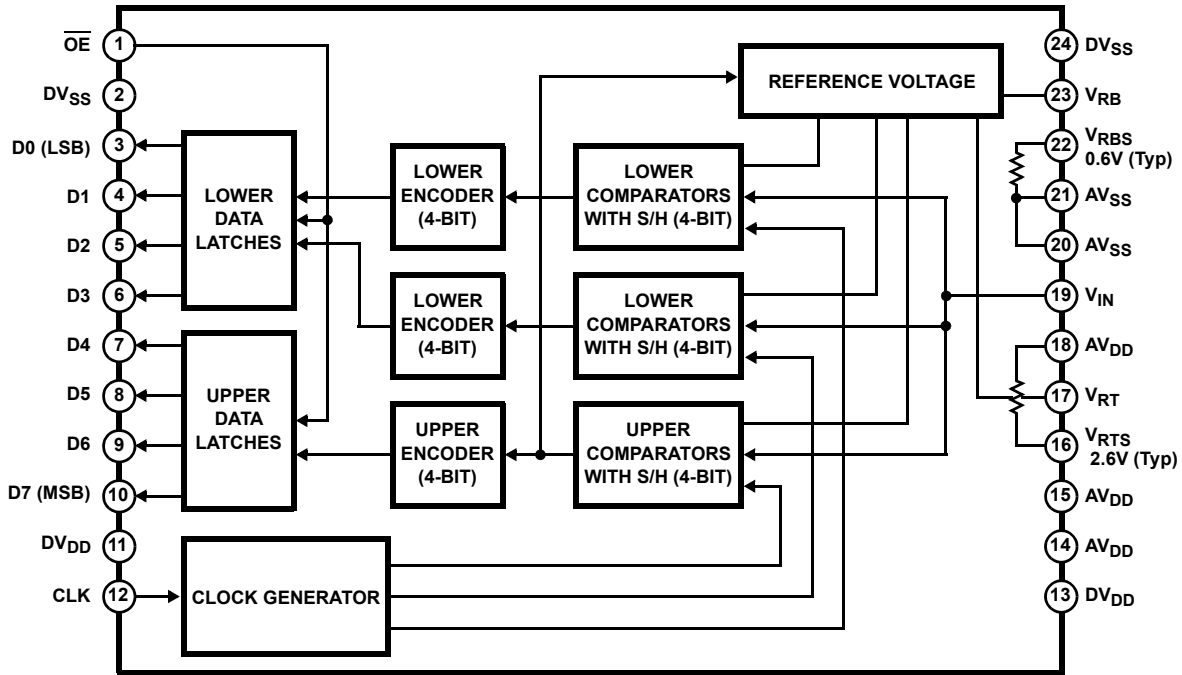 OE 1
DVSS 2
D0 (LSB) 3
D1 4
D2 5
D3 6
D4 7
D5 8
D6 9
D7 (MSB) 10
DVDD 11
CLK 12
LOWER
DATA
LATCHES
UPPER
DATA
LATCHES
CLOCK GENERATOR
LOWER
ENCODER
(4-BIT)
LOWER
ENCODER
(4-BIT)
UPPER
ENCODER
(4-BIT)
REFERENCE VOLTAGE
LOWER
COMPARATORS
WITH S/H (4-BIT)
LOWER
COMPARATORS
WITH S/H (4-BIT)
UPPER
COMPARATORS
WITH S/H (4-BIT)
24 DVSS
23 VRB
22 VRBS
0.6V (Typ)
21 AVSS
20 AVSS
19 VIN
18 AVDD
17 VRT
16 VRTS
2.6V (Typ)
15 AVDD
14 AVDD
13 DVDD